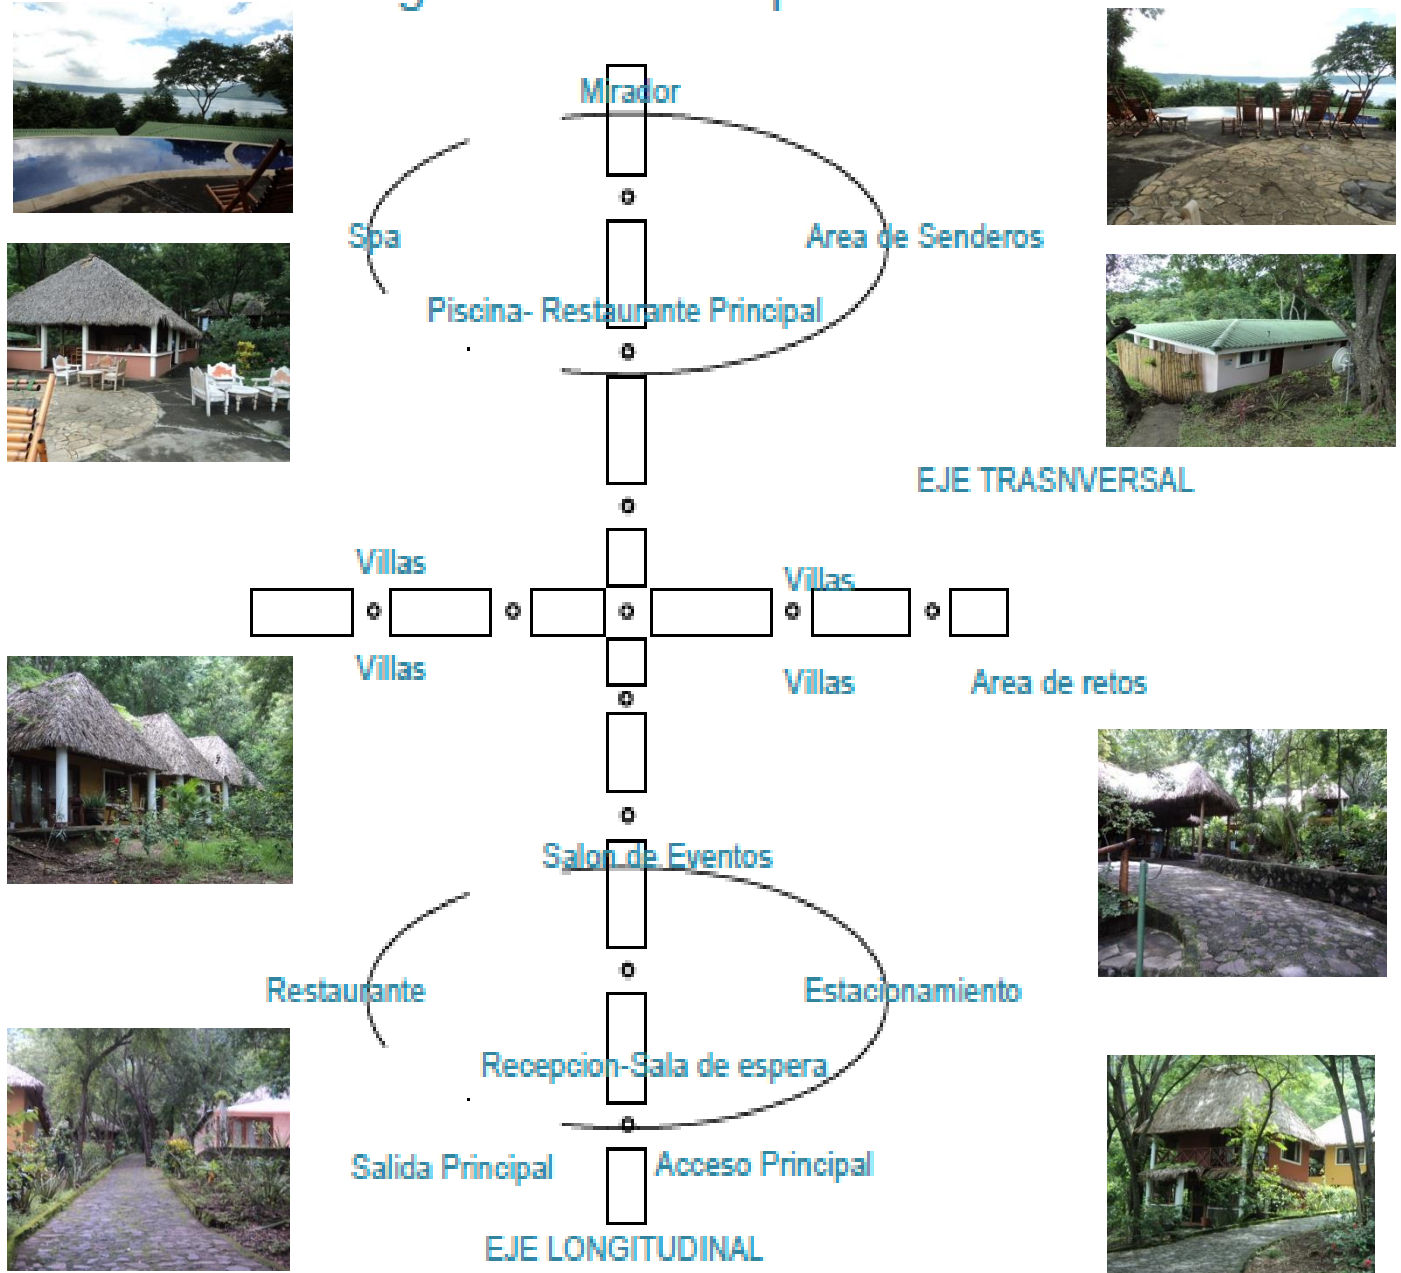 Mirador
Spa
Area de Senderos
Piscina- Restaurante Principal
EJE TRASNVERSAL
Villas
Villas
Villas
Villas
Area de retos
Salon de Eventos
Restaurante
Estacionamiento
Recepcion-Sala de espera
Salida Principal
Acceso Principal
EJE LONGITUDINAL